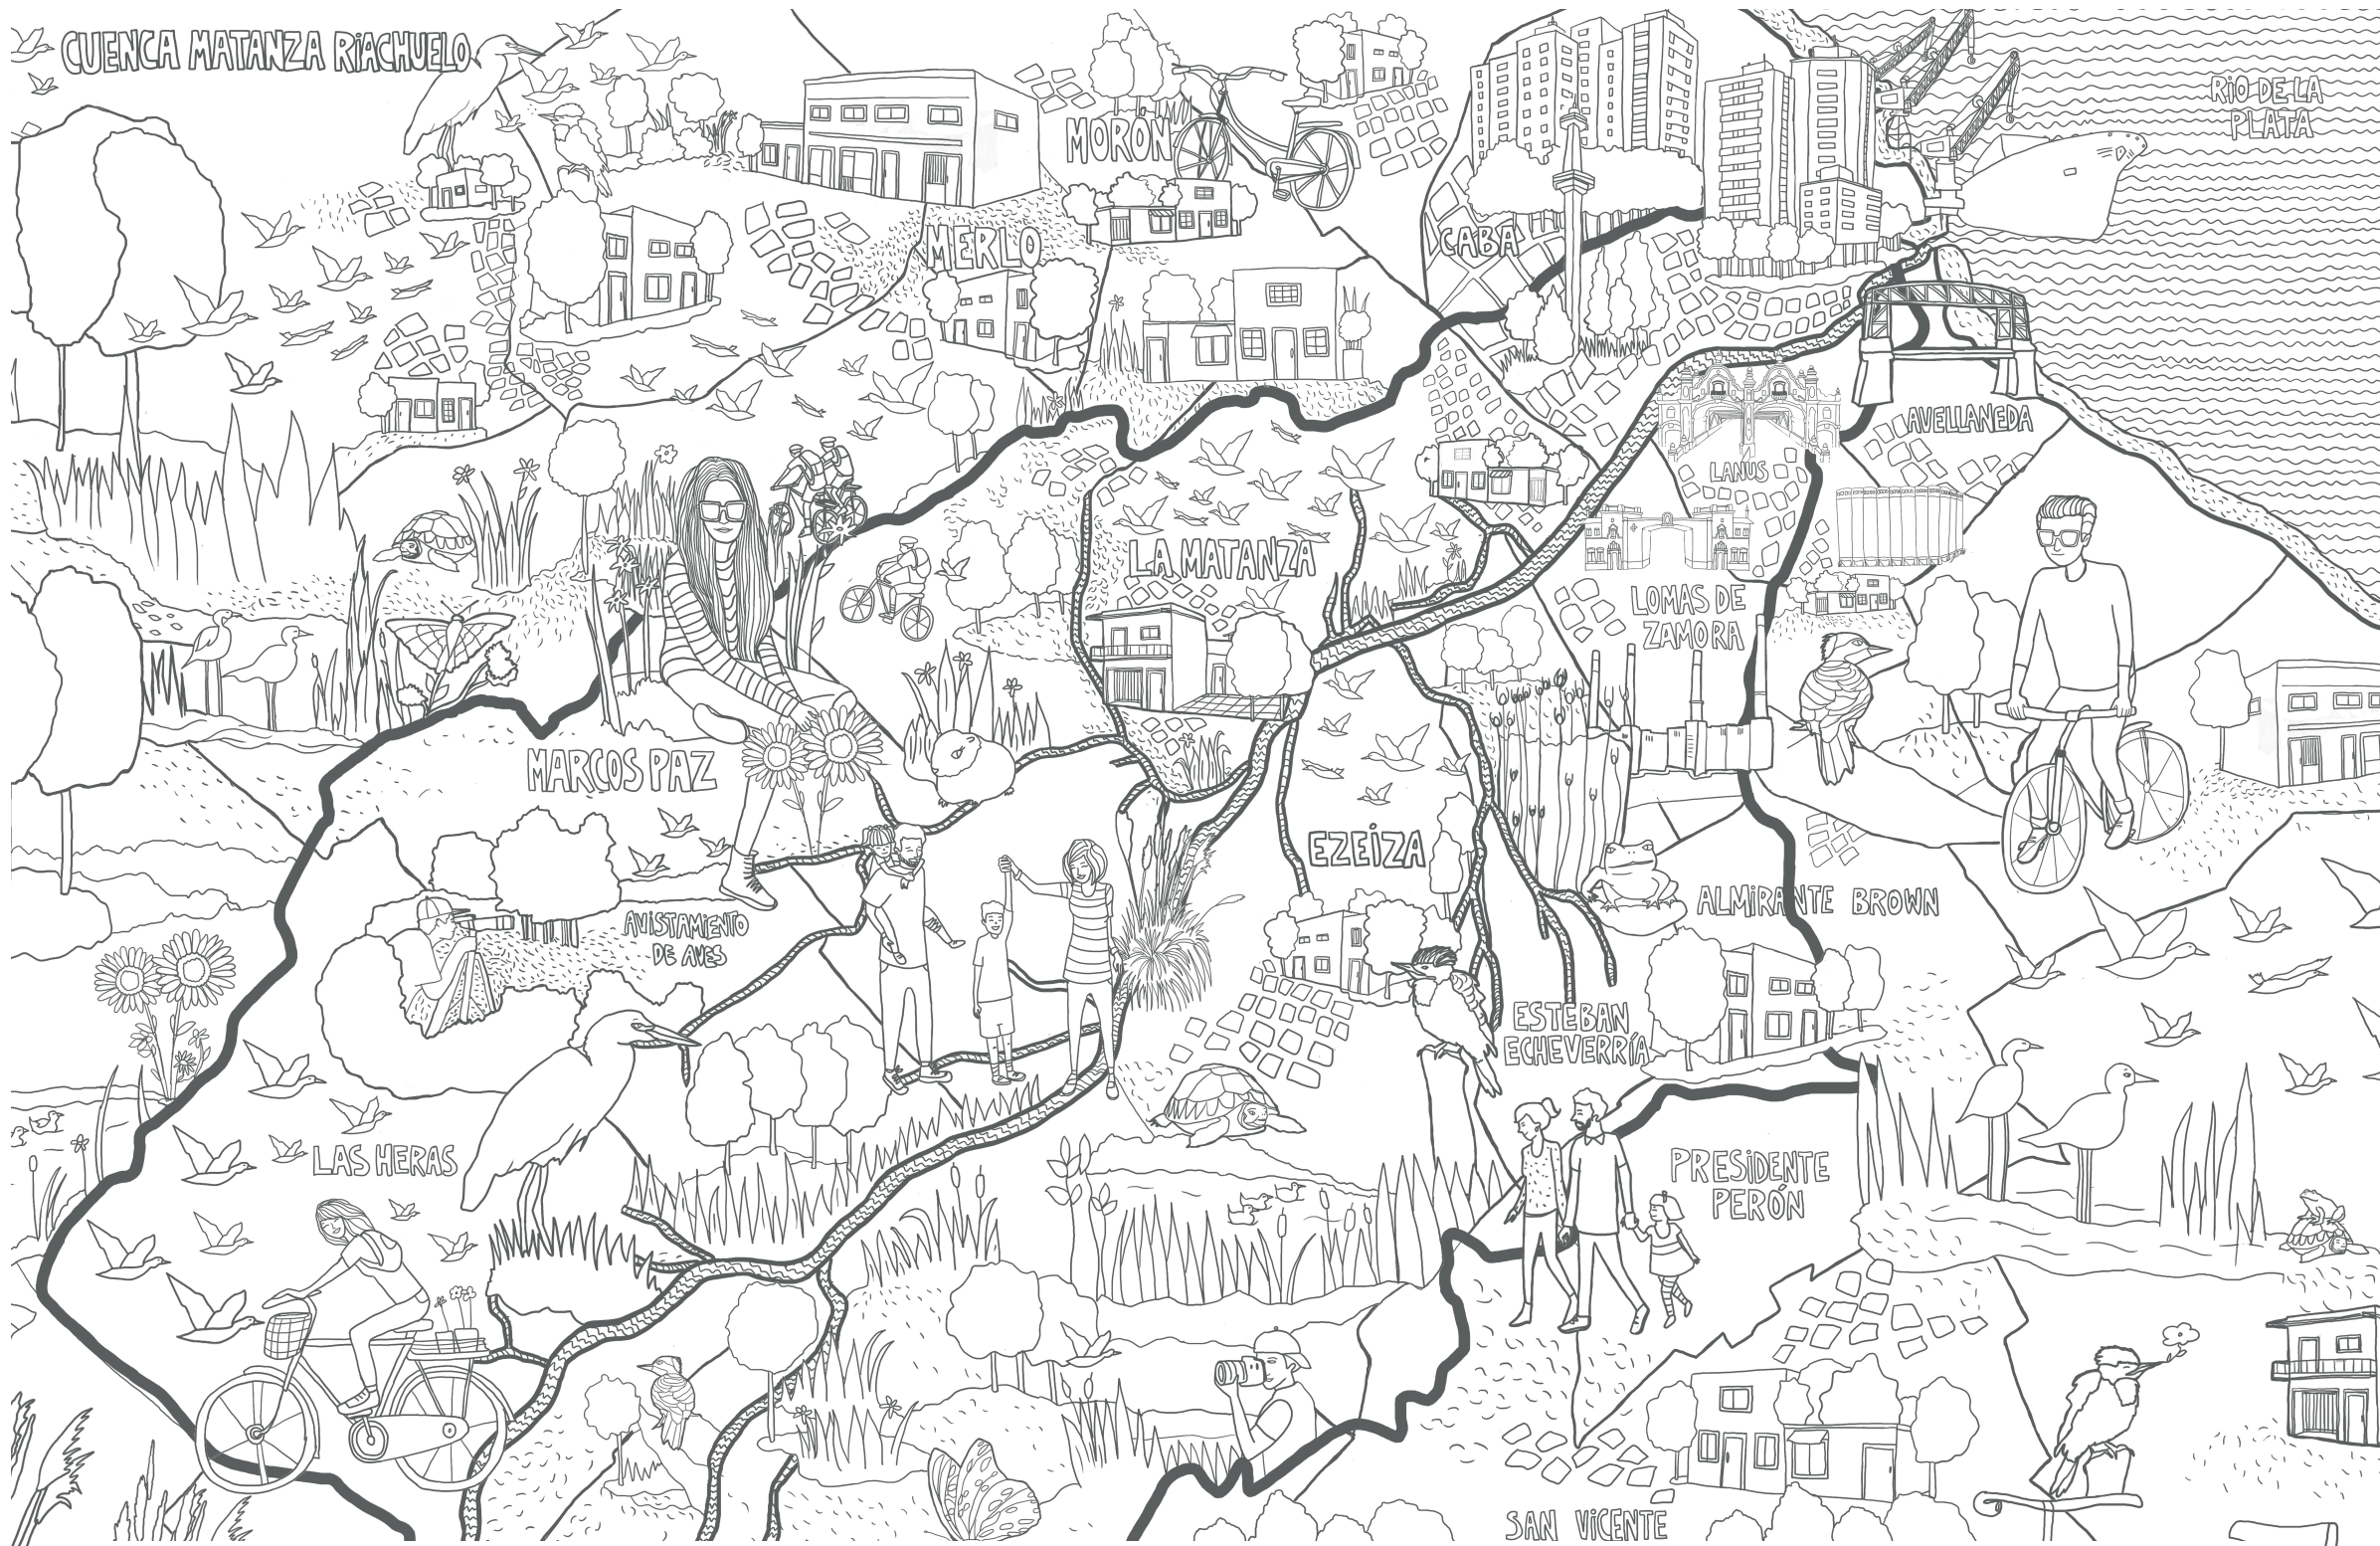 CUENCA MATANZA RIACHUELO
RIO DE LA
PLATA
MORÓN
MERLO
CABA
AVELLANEDA
LANUS
LA MATANZA
LOMAS DE
ZAMORA
MARCOS PAZ
EZEIZA
ALMIRANTE BROWN
AVISTAMIENTO
DE AVES
ESTEBAN
ECHEVERRÍA
LAS HERAS
PRESIDENTE
PERÓN
SAN VICENTE